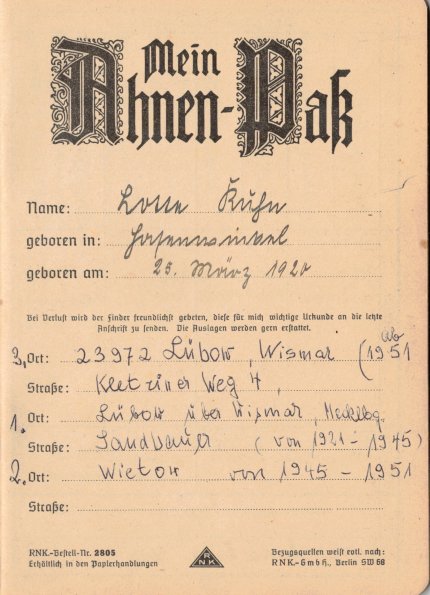 Mein
Ahnen-Paß
Name: Lotte Kuhn
geboren in: Hasenwinkel
geboren am: 25. März 1920
Bei Verlust wird der Finder freundlichst gebeten, diese für mich wichtige Urkunde an die letzte
Anschrift zu senden. Die Auslagen werden gern erstattet.
3, Ort: 23972 Lübow, Wismar (ab 1951
Straße: Kletziner Weg 4,
1. Ort: Lübow über Wismar, Mecklbg.
Straße: Landbauer (von 1921 - 1945)
2. Ort: Wietow von 1945 - 1951
Straße:
RNK.-Bestell-Nr. 2805
Erhältlich in den Papierhandlungen
RNK
Bezugsquellen weist evtl. nach:
RNK.-GmbH., Berlin SW 68